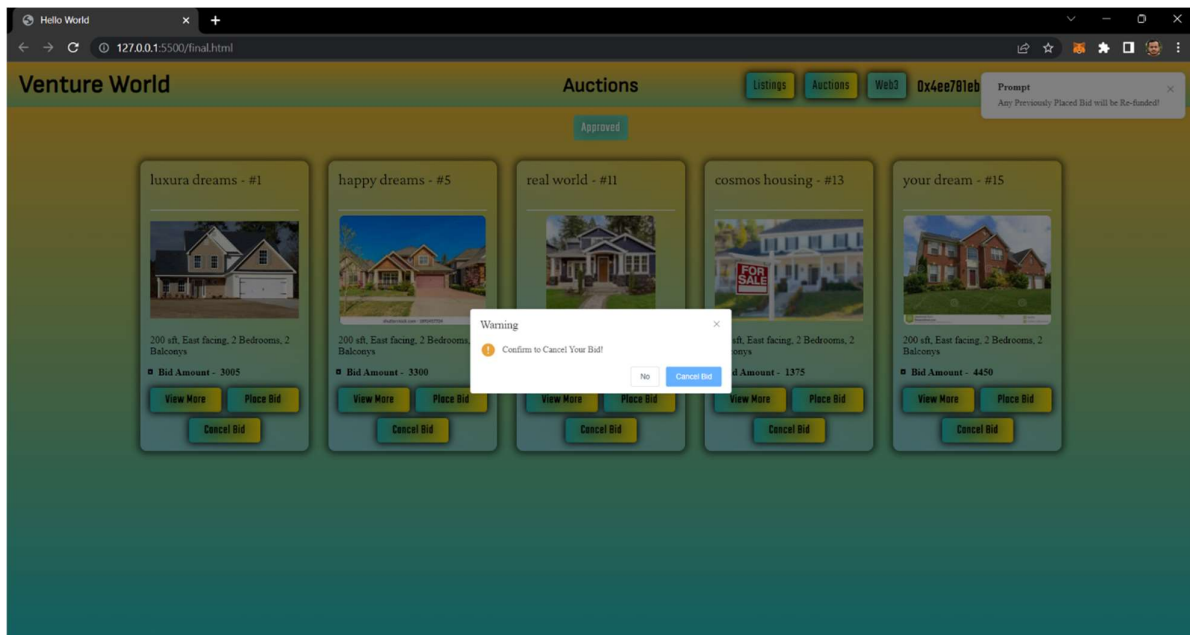 Hello World
127.0.0.1:5500/final.html
Venture World
Auctions
Listings
Auctions
Web3
0x4ee781eb
Prompt
Any Previously Placed Bid will be Re-funded!
Approved
luxura dreams - #1
happy dreams - #5
real world - #11
cosmos housing - #13
your dream - #15
FOR
SALE
200 sft, East facing, 2 Bedrooms, 2
Balconys
Bid Amount - 3005
View More
Place Bid
Cancel Bid
200 sft, East facing, 2 Bedrooms,
Balconys
Bid Amount - 3300
View More
Place Bid
Cancel Bid
Warning
Confirm to Cancel Your Bid!
No
Cancel Bid
View More
Place Bid
Cancel Bid
sft, East facing, 2 Bedrooms, 2
conys
d Amount - 1375
View More
Place Bid
Cancel Bid
200 sft, East facing, 2 Bedrooms, 2
Balconys
Bid Amount - 4450
View More
Place Bid
Cancel Bid